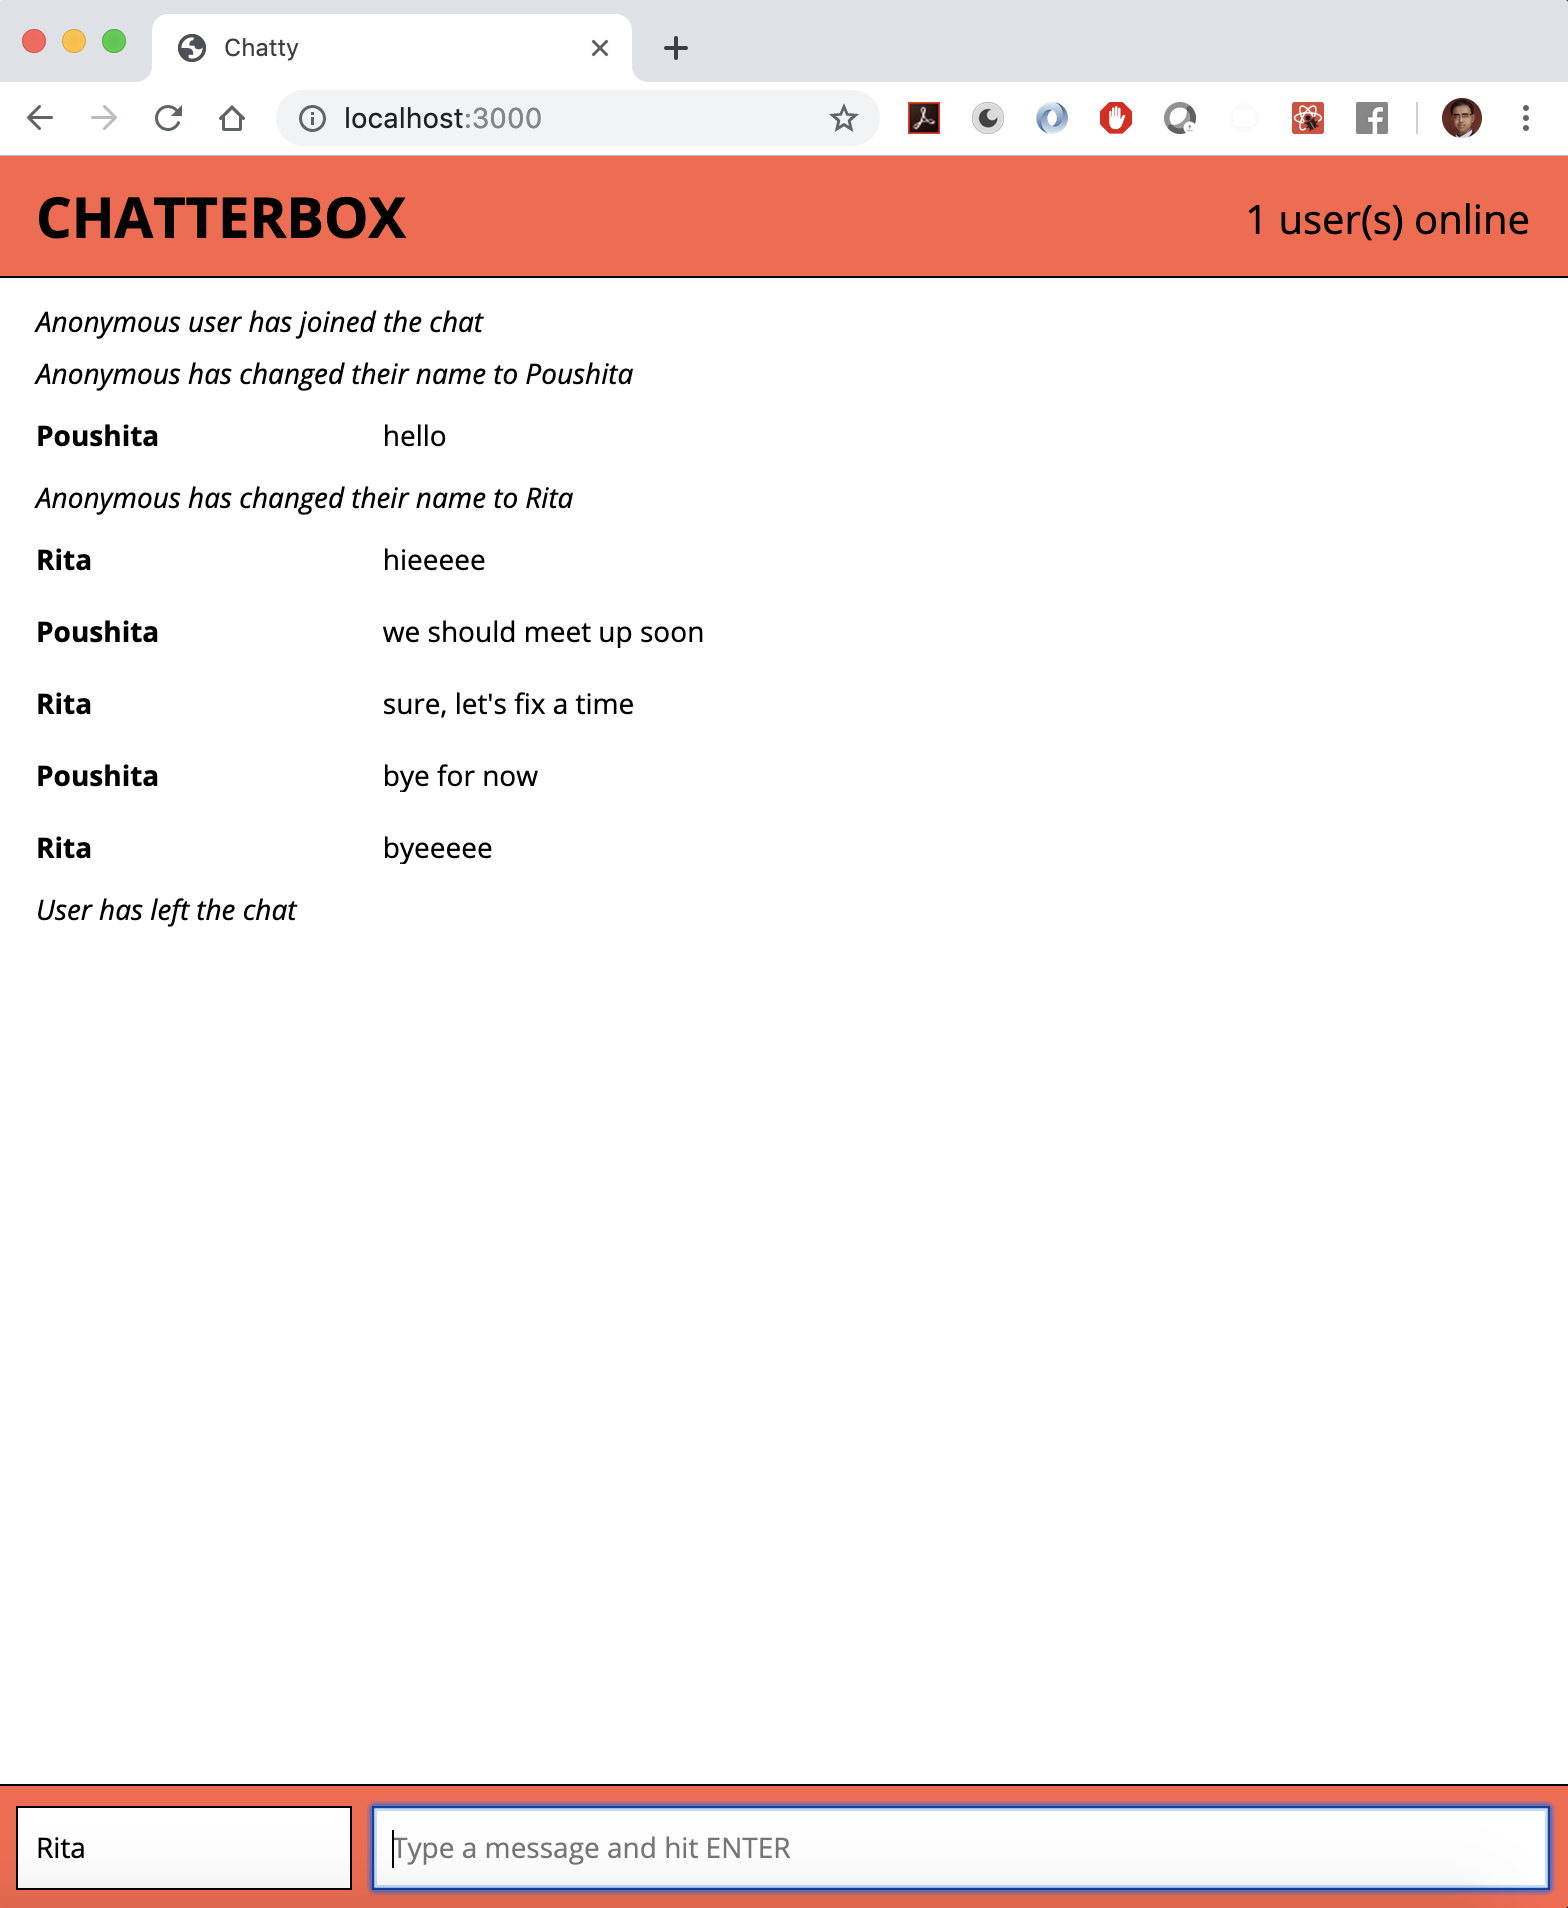 Chatty
localhost:3000
CHATTERBOX
1 user(s) online
Anonymous user has joined the chat
Anonymous has changed their name to Poushita
Poushita hello
Anonymous has changed their name to Rita
Rita hieeeee
Poushita we should meet up soon
Rita sure, let's fix a time
Poushita bye for now
Rita byeeeee
User has left the chat
Rita Type a message and hit ENTER